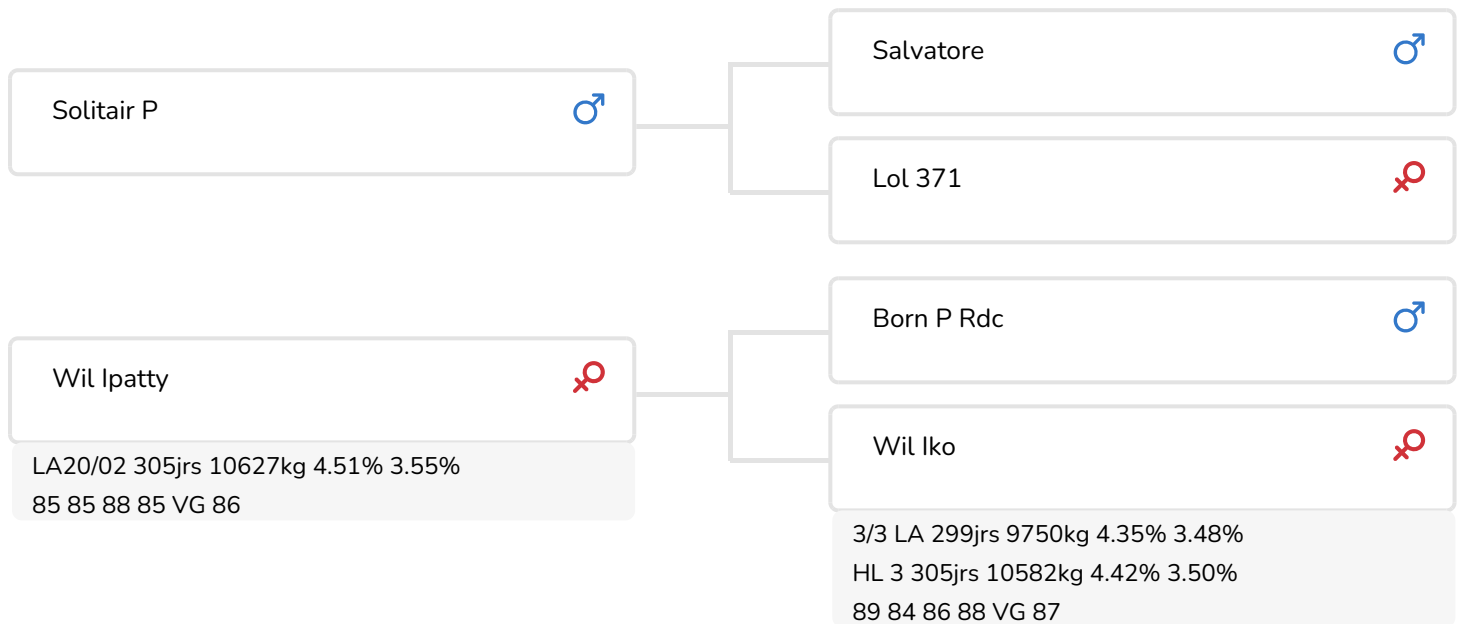 Solitair P
Salvatore
Lol 371
Wil Ipatty
LA20/02 305jrs 10627kg 4.51% 3.55%
85 85 88 85 VG 86
Born P Rdc
Wil Iko
3/3 LA 299jrs 9750kg 4.35% 3.48%
HL 3 305jrs 10582kg 4.42% 3.50%
89 84 86 88 VG 87